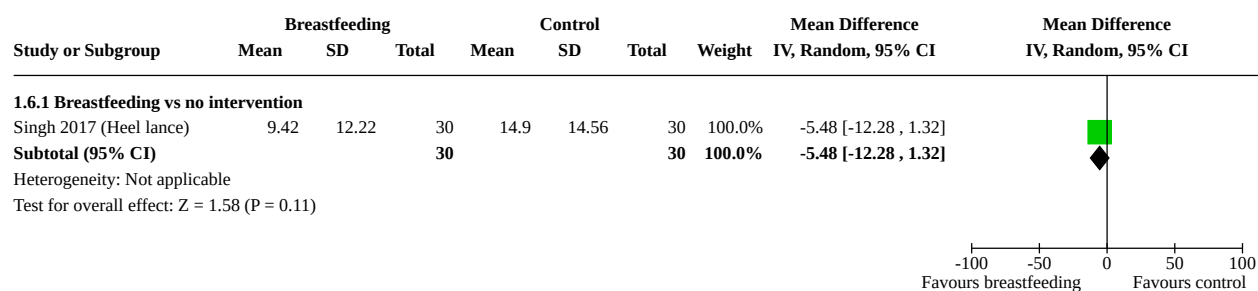 Breastfeeding Control Mean Difference Mean Difference
Study or Subgroup Mean SD Total Mean SD Total Weight IV, Random, 95% CI IV, Random, 95% CI
1.6.1 Breastfeeding vs no intervention
Singh 2017 (Heel lance) 9.42 12.22 30 14.9 14.56 30 100.0% -5.48 [-12.28 , 1.32]
Subtotal (95% CI) 30 30 100.0% -5.48 [-12.28 , 1.32]
Heterogeneity: Not applicable
Test for overall effect: Z = 1.58 (P = 0.11)
-100 -50 0 50 100
Favours breastfeeding Favours control